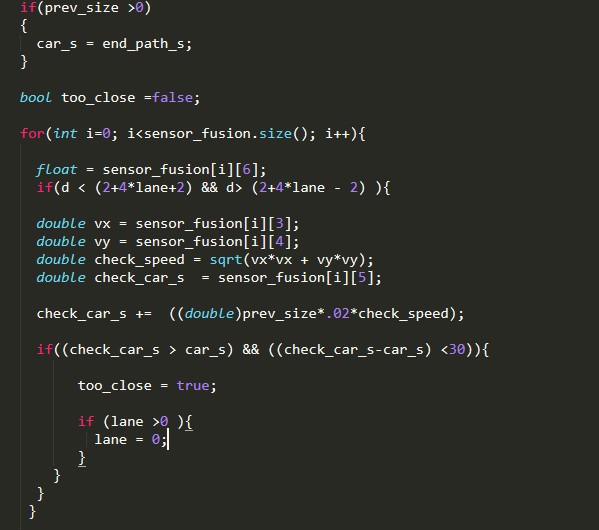 if(prev_size >0)
{
  car_s = end_path_s;
}

bool too_close =false;

for(int i=0; i<sensor_fusion.size(); i++){

  float = sensor_fusion[i][6];
  if(d < (2+4*lane+2) && d> (2+4*lane - 2) ){

  double vx = sensor_fusion[i][3];
  double vy = sensor_fusion[i][4];
  double check_speed = sqrt(vx*vx + vy*vy);
  double check_car_s  = sensor_fusion[i][5];

  check_car_s +=  ((double)prev_size*.02*check_speed);

  if((check_car_s > car_s) && ((check_car_s-car_s) <30)){

       too_close = true;

       if (lane >0 ){
         lane = 0;
       }
    }
  }
 }